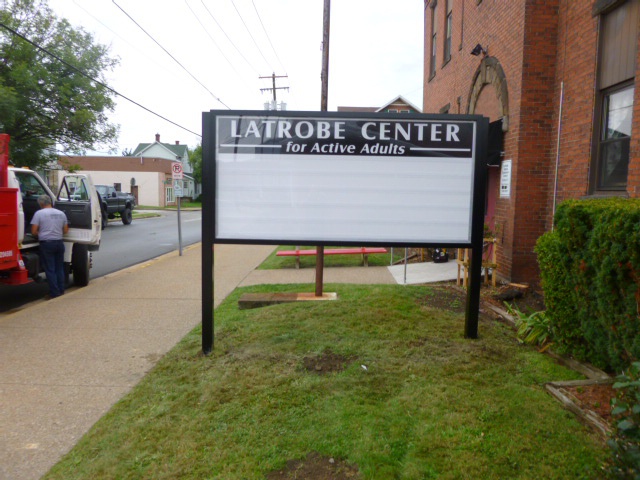 LATROBE CENTER
for Active Adults